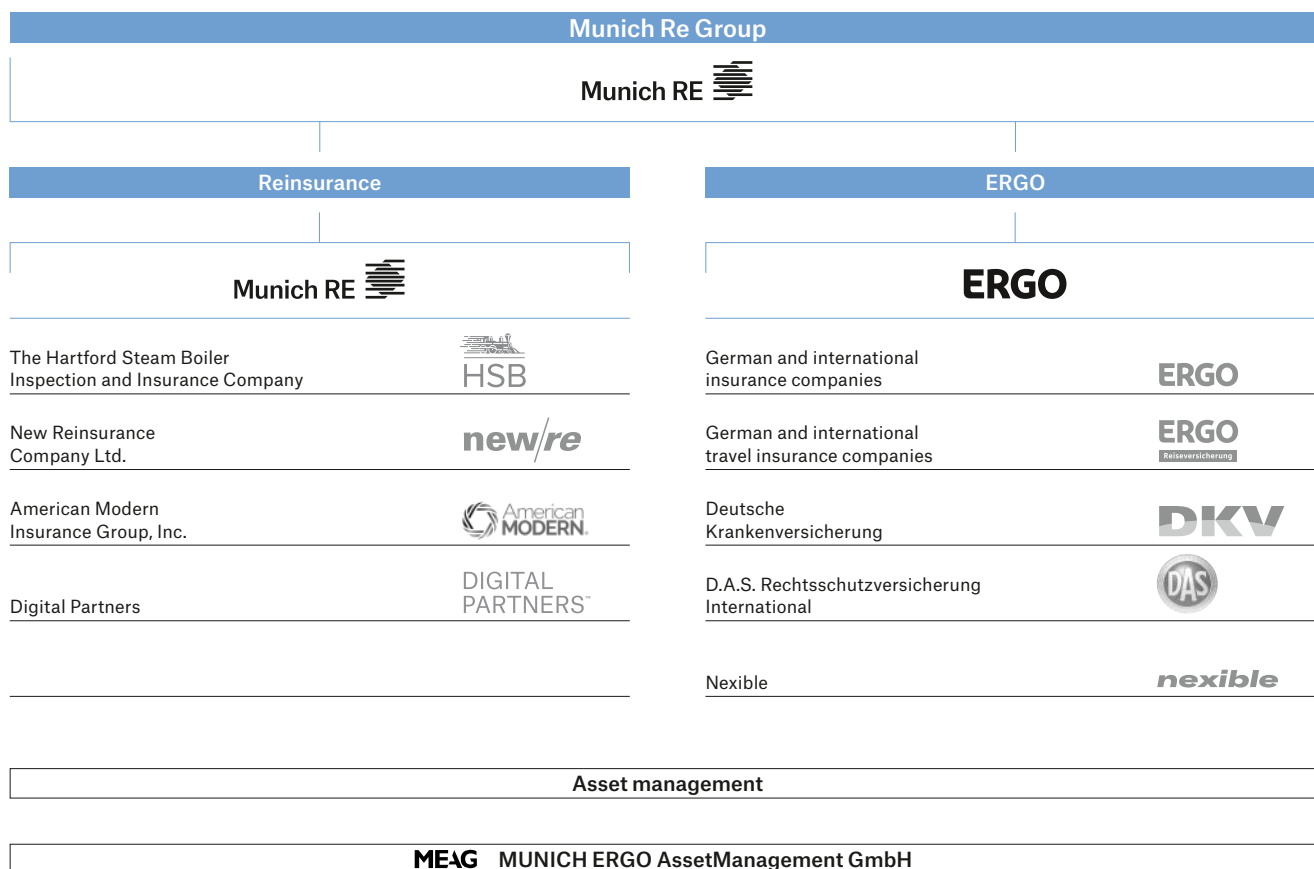 Munich Re Group
Munich RE
Reinsurance
Munich RE
The Hartford Steam Boiler
Inspection and Insurance Company
HSB
New Reinsurance
Company Ltd.
new/re
American Modern
Insurance Group, Inc.
American
MODERN®
Digital Partners
DIGITAL
PARTNERS™
ERGO
ERGO
German and international
insurance companies
ERGO
German and international
travel insurance companies
ERGO
Reiseversicherung
Deutsche
Krankenversicherung
DKV
D.A.S. Rechtsschutzversicherung
International
DAS
Nexible
nexible
Asset management
MEAG MUNICH ERGO AssetManagement GmbH